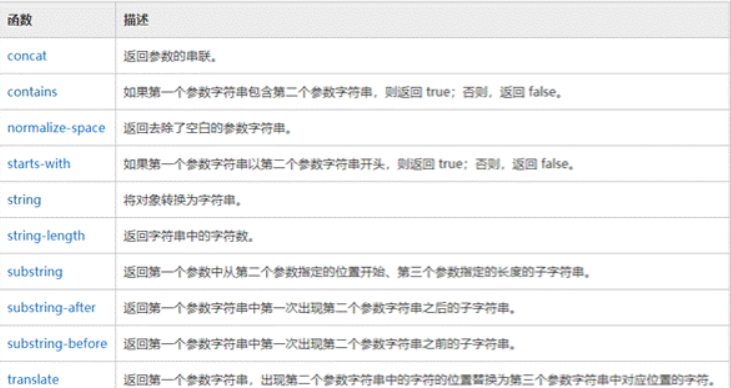 函数 描述
concat 返回参数的串联。
contains 如果第一个参数字符串包含第二个参数字符串，则返回 true；否则，返回 false。
normalize-space 返回去除了空白的参数字符串。
starts-with 如果第一个参数字符串以第二个参数字符串开头，则返回 true；否则，返回 false。
string 将对象转换为字符串。
string-length 返回字符串中的字符数。
substring 返回第一个参数中从第二个参数指定的位置开始、第三个参数指定的长度的子字符串。
substring-after 返回第一个参数字符串中第一次出现第二个参数字符串之后的子字符串。
substring-before 返回第一个参数字符串中第一次出现第二个参数字符串之前的子字符串。
translate 返回第一个参数字符串，出现第二个参数字符串中的字符的位置替换为第三个参数字符串中对应位置的字符。